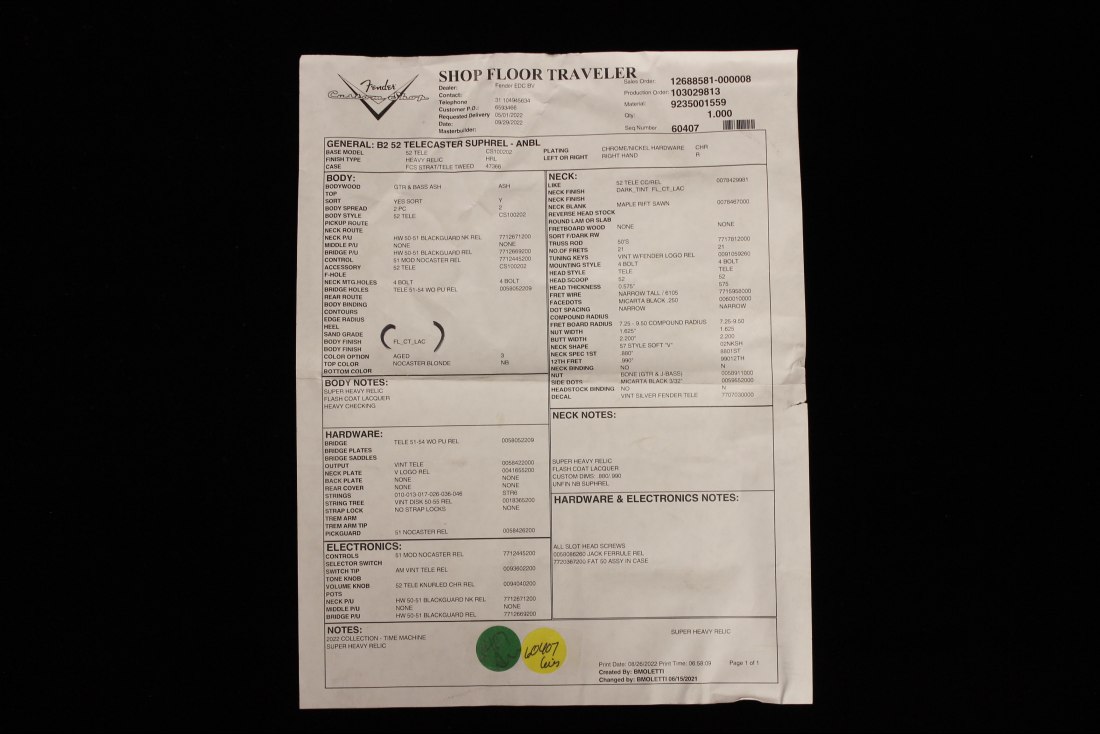 Fender
Custom Shop
SHOP FLOOR TRAVELER
Dealer: Fender EDC BV
Contact:
Telephone 31 104945634
Customer P.O.: 6593466
Requested Delivery 05/01/2022
Date: 09/29/2022
Masterbuilder:
Sales Order: 12688581-000008
Production Order: 103029813
Material: 9235001559
Qty: 1.000
Seq Number 60407
GENERAL: B2 52 TELECASTER SUPHREL - ANBL
BASE MODEL 52 TELE CS100202 PLATING CHROME/NICKEL HARDWARE CHR
FINISH TYPE HEAVY RELIC HRL LEFT OR RIGHT RIGHT HAND R
CASE FCS STRAT/TELE TWEED 47366
BODY:
BODYWOOD GTR & BASS ASH ASH
TOP
SORT YES SORT Y
BODY SPREAD 2 PC 2
BODY STYLE 52 TELE CS100202
PICKUP ROUTE
NECK ROUTE
NECK P/U HW 50-51 BLACKGUARD NK REL 7712671200
MIDDLE P/U NONE NONE
BRIDGE P/U HW 50-51 BLACKGUARD REL 7712669200
CONTROL 51 MOD NOCASTER REL 7712445200
ACCESSORY 52 TELE CS100202
F-HOLE
NECK MTG.HOLES 4 BOLT 4 BOLT
BRIDGE HOLES TELE 51-54 WO PU REL 0058052209
REAR ROUTE
BODY BINDING
CONTOURS
EDGE RADIUS
HEEL
SAND GRADE
BODY FINISH FL_CT_LAC
BODY FINISH
COLOR OPTION AGED 3
TOP COLOR NOCASTER BLONDE NB
BOTTOM COLOR
BODY NOTES:
SUPER HEAVY RELIC
FLASH COAT LACQUER
HEAVY CHECKING
HARDWARE:
BRIDGE TELE 51-54 WO PU REL 0058052209
BRIDGE PLATES
BRIDGE SADDLES
OUTPUT VINT TELE 0058422000
NECK PLATE V LOGO REL 0041655200
BACK PLATE NONE NONE
REAR COVER NONE NONE
STRINGS 010-013-017-026-036-046 STR6
STRING TREE VINT DISK 50-55 REL 0018365200
STRAP LOCK NO STRAP LOCKS NONE
TREM ARM
TREM ARM TIP
PICKGUARD 51 NOCASTER REL 0058426200
ELECTRONICS:
CONTROLS 51 MOD NOCASTER REL 7712445200
SELECTOR SWITCH
SWITCH TIP AM VINT TELE REL 0093602200
TONE KNOB
VOLUME KNOB 52 TELE KNURLED CHR REL 0094040200
POTS
NECK P/U HW 50-51 BLACKGUARD NK REL 7712671200
MIDDLE P/U NONE NONE
BRIDGE P/U HW 50-51 BLACKGUARD REL 7712669200
NECK:
LIKE 52 TELE CC/REL 0078429981
NECK FINISH DARK_TINT FL_CT_LAC
NECK FINISH
NECK BLANK MAPLE RIFT SAWN 0078467000
REVERSE HEAD STOCK
ROUND LAM OR SLAB
FRETBOARD WOOD NONE NONE
SORT F/DARK RW
TRUSS ROD 50'S 7717812000
NO.OF FRETS 21 21
TUNING KEYS VINT W/FENDER LOGO REL 0091059260
MOUNTING STYLE 4 BOLT 4 BOLT
HEAD STYLE TELE TELE
HEAD SCOOP 52 52
HEAD THICKNESS 0.575" 575
FRET WIRE NARROW TALL / 6105 7715958000
FACEDOTS MICARTA BLACK .250 0060010000
DOT SPACING NARROW NARROW
COMPOUND RADIUS
FRET BOARD RADIUS 7.25 - 9.50 COMPOUND RADIUS 7.25-9.50
NUT WIDTH 1.625" 1.625
BUTT WIDTH 2.200" 2.200
NECK SHAPE 57 STYLE SOFT "V" 02NKSH
NECK SPEC 1ST .880" 8801ST
12TH FRET .990" 99012TH
NECK BINDING NO N
NUT BONE (GTR & J-BASS) 0050911000
SIDE DOTS MICARTA BLACK 3/32" 0059652000
HEADSTOCK BINDING NO N
DECAL VINT SILVER FENDER TELE 7707030000
NECK NOTES:
SUPER HEAVY RELIC
FLASH COAT LACQUER
CUSTOM DIMS: .880/.990
UNFIN NB SUPHREL
HARDWARE & ELECTRONICS NOTES:
ALL SLOT HEAD SCREWS
0059086260 JACK FERRULE REL
7720387200 FAT 50 ASSY IN CASE
NOTES:
2022 COLLECTION - TIME MACHINE
SUPER HEAVY RELIC
60407
SUPER HEAVY RELIC
Print Date: 08/26/2022 Print Time: 06:58:09 Page 1 of 1
Created By: BMOLETTI
Changed by: BMOLETTI 06/15/2021